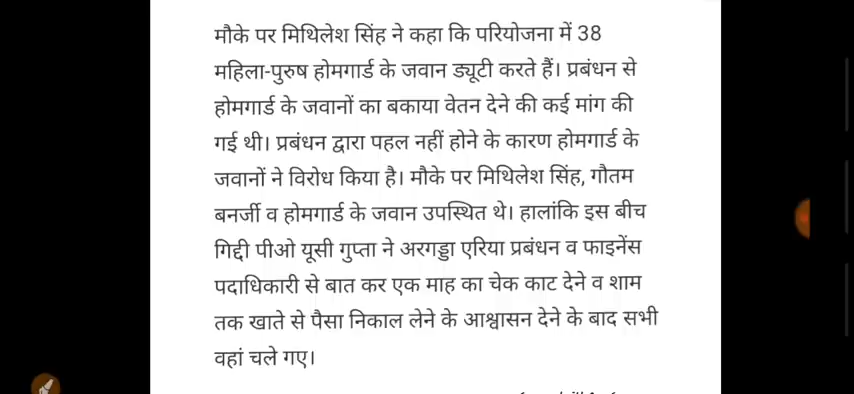 मौके पर मिथिलेश सिंह ने कहा कि परियोजना में 38
महिला-पुरुष होमगार्ड के जवान ड्यूटी करते हैं। प्रबंधन से
होमगार्ड के जवानों का बकाया वेतन देने की कई मांग की
गई थी। प्रबंधन द्वारा पहल नहीं होने के कारण होमगार्ड के
जवानों ने विरोध किया है। मौके पर मिथिलेश सिंह, गौतम
बनर्जी व होमगार्ड के जवान उपस्थित थे। हालांकि इस बीच
गिद्दी पीओ यूसी गुप्ता ने अरगड्डा एरिया प्रबंधन व फाइनेंस
पदाधिकारी से बात कर एक माह का चेक काट देने व शाम
तक खाते से पैसा निकाल लेने के आश्वासन देने के बाद सभी
वहां चले गए।